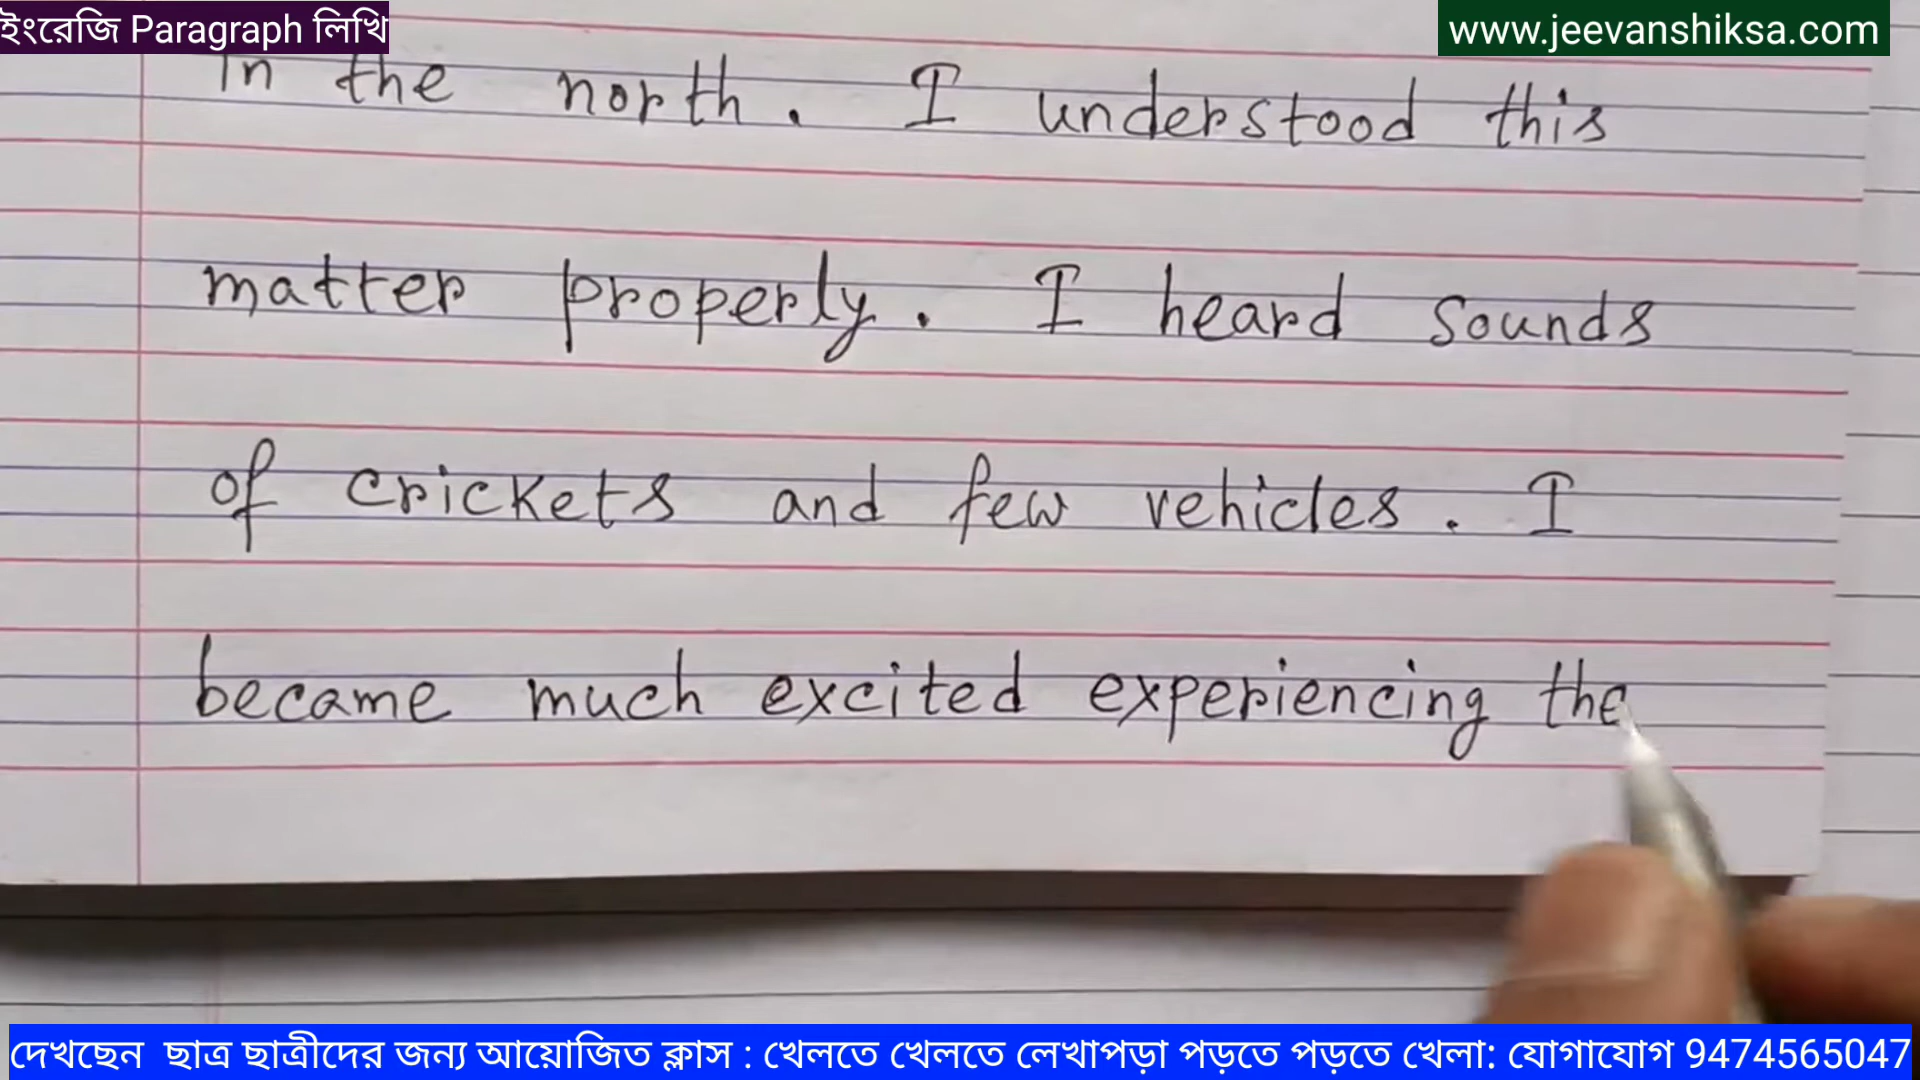 ইংরেজি Paragraph লিখি
www.jeevanshiksa.com
in the north. I understood this
matter properly. I heard sounds
of crickets and few vehicles. I
became much excited experiencing the
দেখছেন ছাত্র ছাত্রীদের জন্য আয়োজিত ক্লাস : খেলতে খেলতে লেখাপড়া পড়তে পড়তে খেলা: যোগাযোগ 9474565047